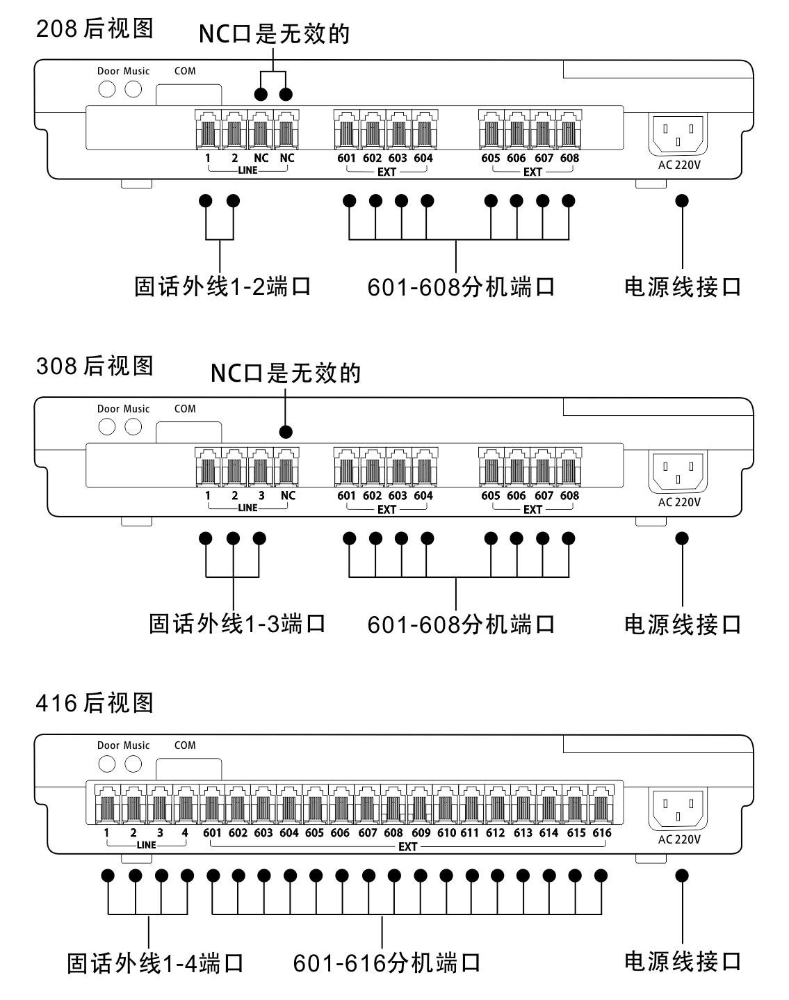 208 后视图
NC口是无效的
Door Music COM
1 2 NC NC 601 602 603 604 605 606 607 608
LINE EXT EXT AC 220V
固话外线1-2端口 601-608分机端口 电源线接口
308 后视图
NC口是无效的
Door Music COM
1 2 3 NC 601 602 603 604 605 606 607 608
LINE EXT EXT AC 220V
固话外线1-3端口 601-608分机端口 电源线接口
416 后视图
Door Music COM
1 2 3 4 601 602 603 604 605 606 607 608 609 610 611 612 613 614 615 616
LINE EXT AC 220V
固话外线1-4端口 601-616分机端口 电源线接口